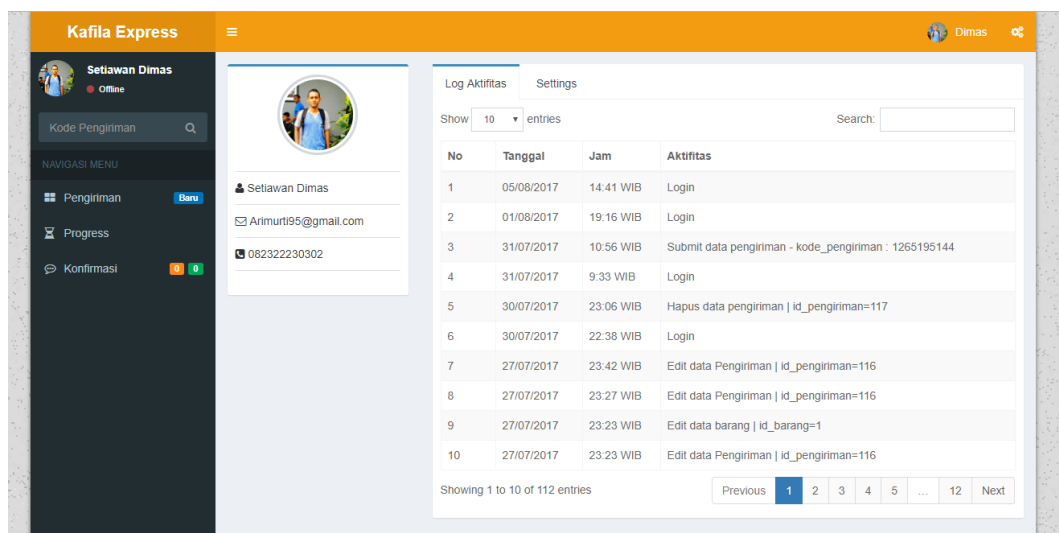 Kafila Express
Dimas
Setiawan Dimas
Offline
Kode Pengiriman
NAVIGASI MENU
Pengiriman Baru
Progress
Konfirmasi 0 0
Setiawan Dimas
Arimurti95@gmail.com
082322230302
Log Aktifitas Settings
Show 10 entries Search:
No Tanggal Jam Aktifitas
1 05/08/2017 14:41 WIB Login
2 01/08/2017 19:16 WIB Login
3 31/07/2017 10:56 WIB Submit data pengiriman - kode_pengiriman : 1265195144
4 31/07/2017 9:33 WIB Login
5 30/07/2017 23:06 WIB Hapus data pengiriman | id_pengiriman=117
6 30/07/2017 22:38 WIB Login
7 27/07/2017 23:42 WIB Edit data Pengiriman | id_pengiriman=116
8 27/07/2017 23:27 WIB Edit data Pengiriman | id_pengiriman=116
9 27/07/2017 23:23 WIB Edit data barang | id_barang=1
10 27/07/2017 23:23 WIB Edit data Pengiriman | id_pengiriman=116
Showing 1 to 10 of 112 entries
Previous 1 2 3 4 5 ... 12 Next